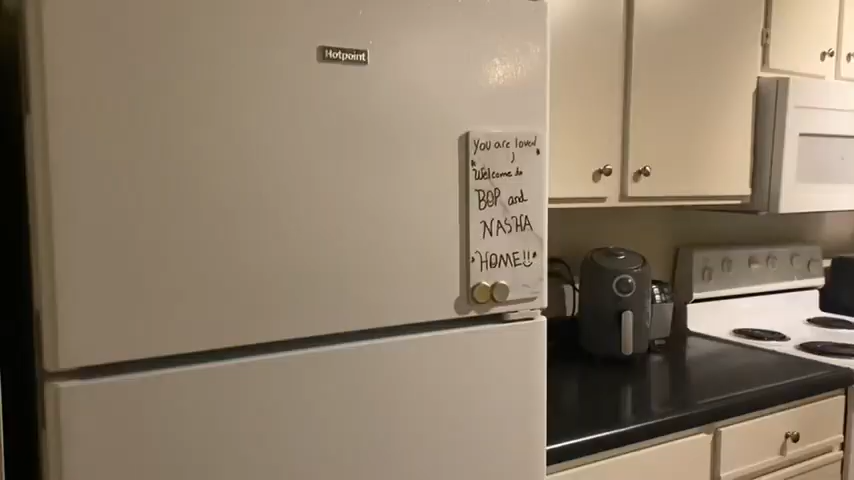 Hotpoint
You are loved
Welcome to
BOP and
NASHA
HOME!!